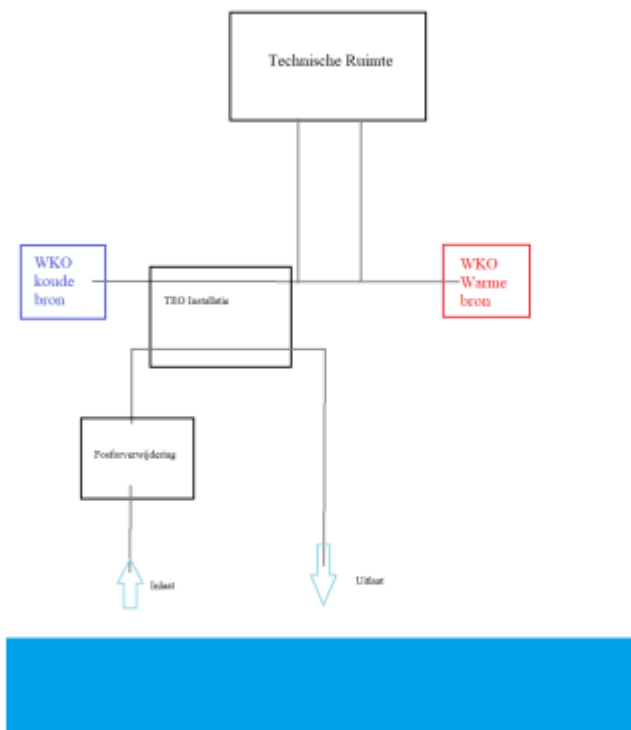 Technische Ruimte
WKO
koude
bron
WKO
Warme
bron
TEO Installatie
Fosforverwijdering
Inlaat
Uitlaat